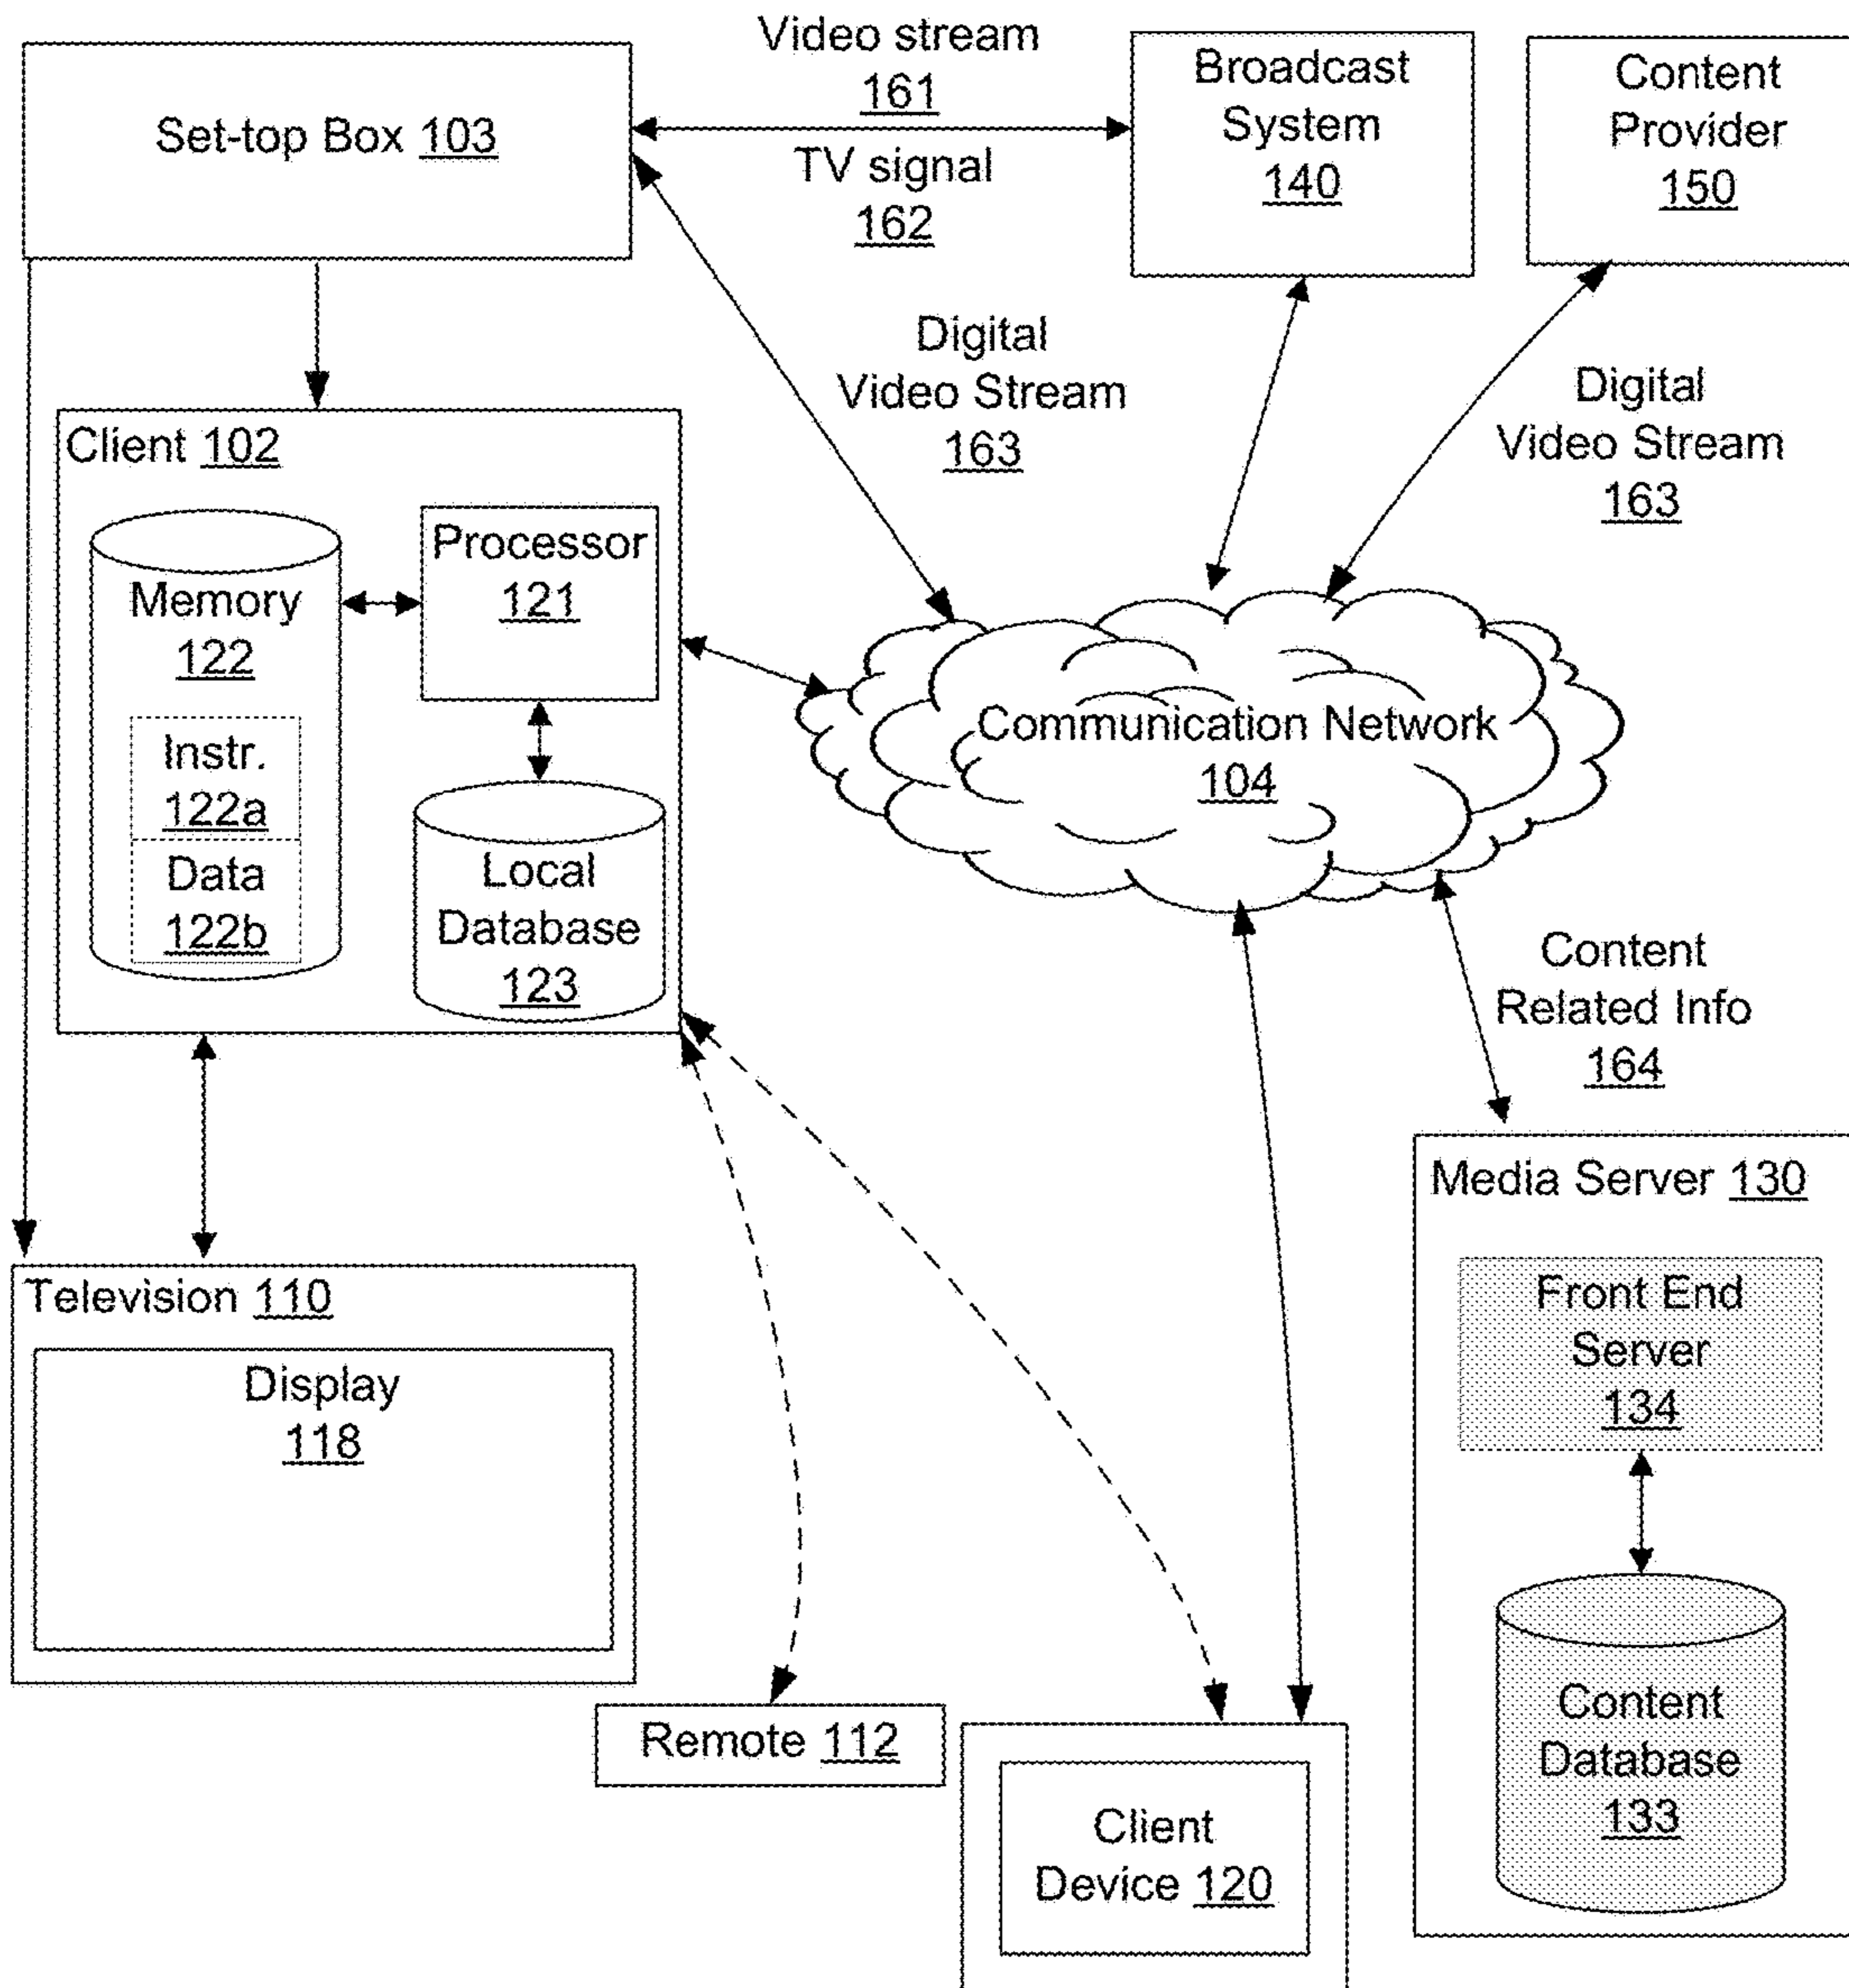 Set-top Box 103
Video stream
161
TV signal
162
Broadcast
System
140
Content
Provider
150
Digital
Video Stream
163
Digital
Video Stream
163
Client 102
Memory
122
Instr.
122a
Data
122b
Processor
121
Local
Database
123
Communication Network
104
Content
Related Info
164
Television 110
Display
118
Remote 112
Client
Device 120
Media Server 130
Front End
Server
134
Content
Database
133